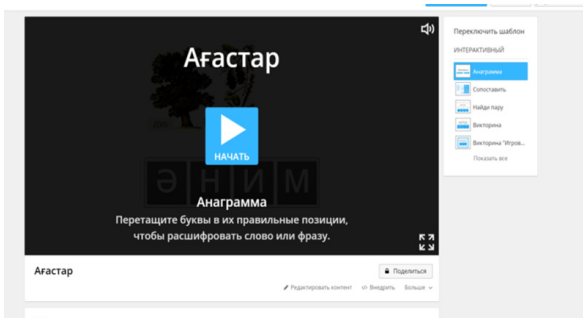 Ағастар
НАЧАТЬ
Ә Н И М
Анаграмма
Перетащите буквы в их правильные позиции,
чтобы расшифровать слово или фразу.
Ағастар
Поделиться
Редактировать контент
Внедрить
Больше
Переключить шаблон
ИНТЕРАКТИВНЫЙ
Анаграмма
Сопоставить
Найди пару
Викторина
Викторина "Игров...
Показать все